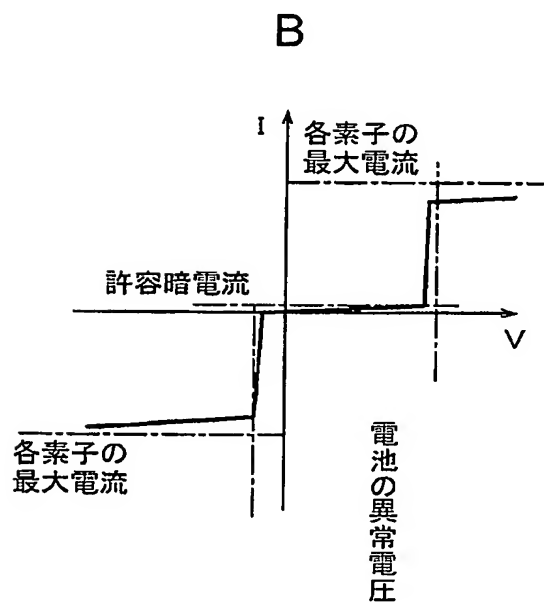 B
I
各素子の
最大電流
許容暗電流
V
各素子の
最大電流
電池の異常電圧